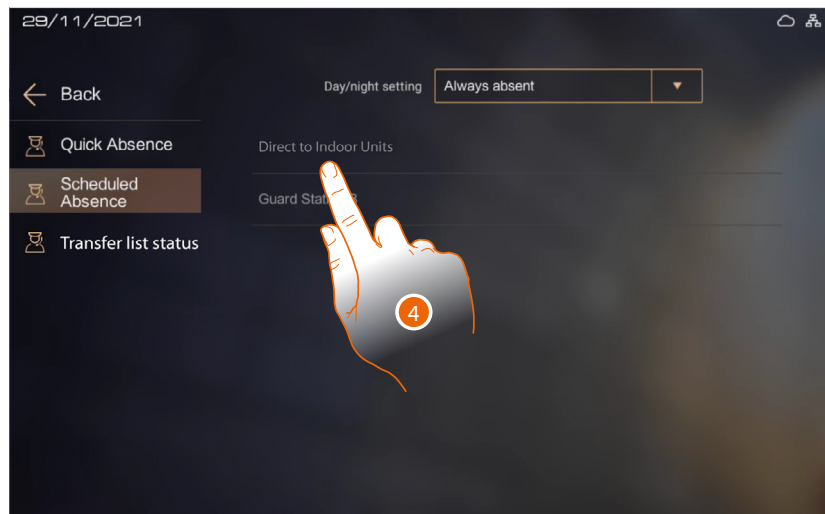 29/11/2021
Day/night setting
Always absent
Back
Quick Absence
Direct to Indoor Units
Scheduled
Absence
Guard
Transfer list status
4